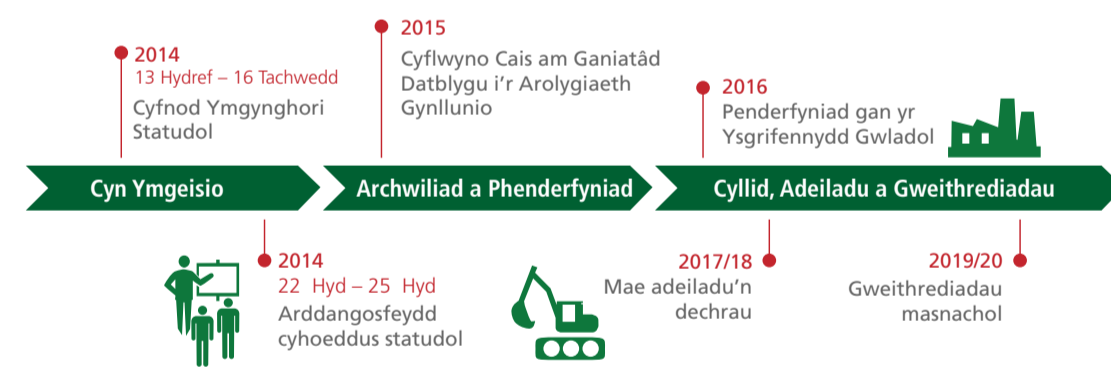 2014
13 Hydref – 16 Tachwedd
Cyfnod Ymgynghori
Statudol
2015
Cyflwyno Cais am Ganiatâd
Datblygu i'r Arolygiaeth
Gynllunio
2016
Penderfyniad gan yr
Ysgrifennydd Gwladol
Cyn Ymgeisio
Archwiliad a Phenderfyniad
Cyllid, Adeiladu a Gweithrediadau
2014
22 Hyd – 25 Hyd
Arddangosfeydd
cyhoeddus statudol
2017/18
Mae adeiladu'n
dechrau
2019/20
Gweithrediadau
masnachol